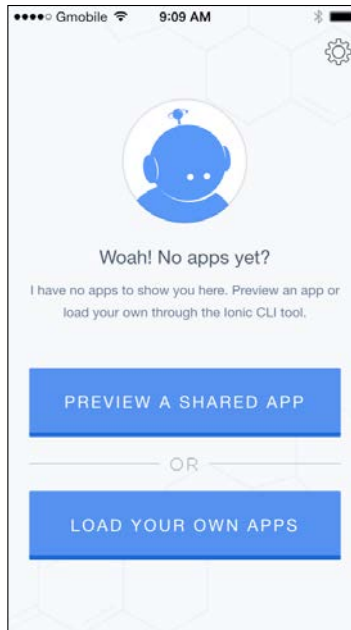 Gmobile 9:09 AM
Woah! No apps yet?
I have no apps to show you here. Preview an app or
load your own through the Ionic CLI tool.
PREVIEW A SHARED APP
OR
LOAD YOUR OWN APPS